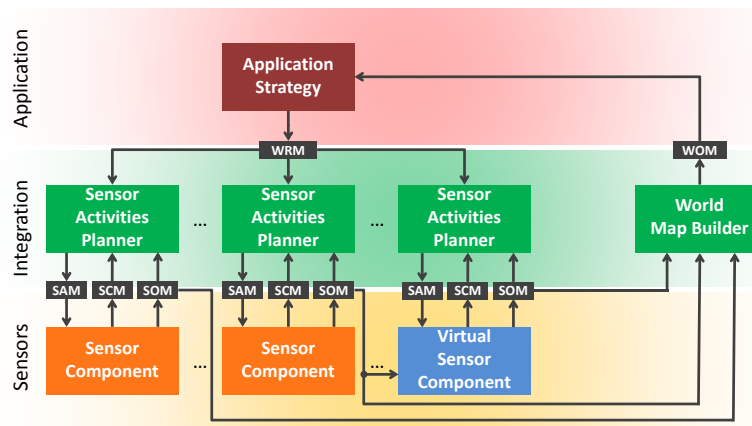 Application
Application
Strategy
WRM
WOM
Integration
Sensor
Activities
Planner
...
Sensor
Activities
Planner
...
Sensor
Activities
Planner
World
Map Builder
SAM
SCM
SOM
SAM
SCM
SOM
SAM
SCM
SOM
Sensors
Sensor
Component
...
Sensor
Component
...
Virtual
Sensor
Component